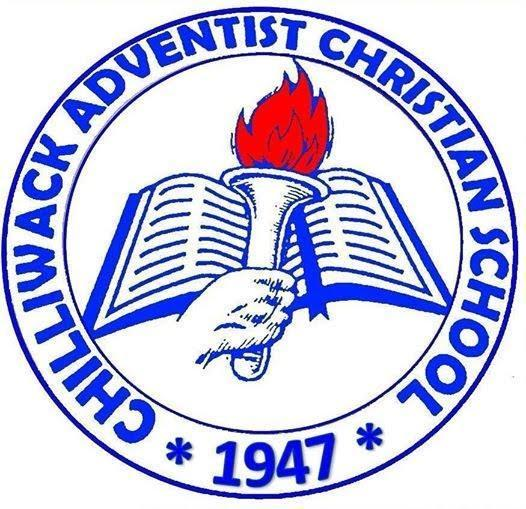 CHILLIWACK ADVENTIST CHRISTIAN SCHOOL
* 1947 *